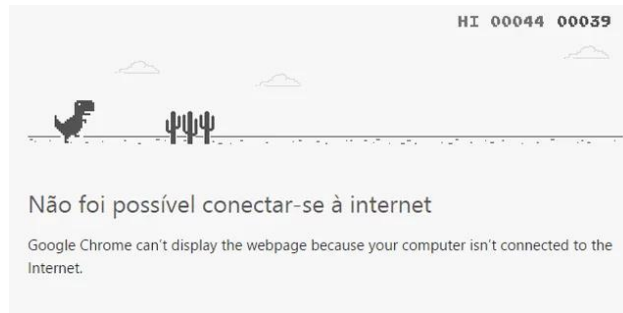 HI 00044 00039
Não foi possível conectar-se à internet
Google Chrome can't display the webpage because your computer isn't connected to the
Internet.